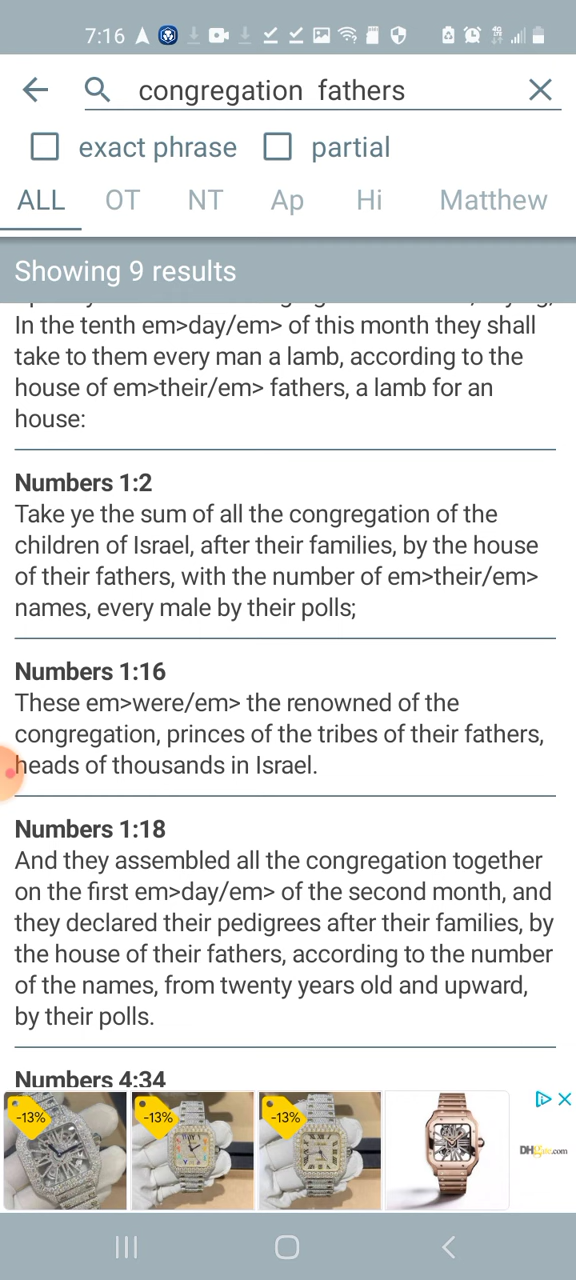 7:16
congregation fathers
exact phrase partial
ALL OT NT Ap Hi Matthew
Showing 9 results
In the tenth em>day/em> of this month they shall
take to them every man a lamb, according to the
house of em>their/em> fathers, a lamb for an
house:
Numbers 1:2
Take ye the sum of all the congregation of the
children of Israel, after their families, by the house
of their fathers, with the number of em>their/em>
names, every male by their polls;
Numbers 1:16
These em>were/em> the renowned of the
congregation, princes of the tribes of their fathers,
heads of thousands in Israel.
Numbers 1:18
And they assembled all the congregation together
on the first em>day/em> of the second month, and
they declared their pedigrees after their families, by
the house of their fathers, according to the number
of the names, from twenty years old and upward,
by their polls.
Numbers 4:34
-13% -13% -13%
DHgate.com